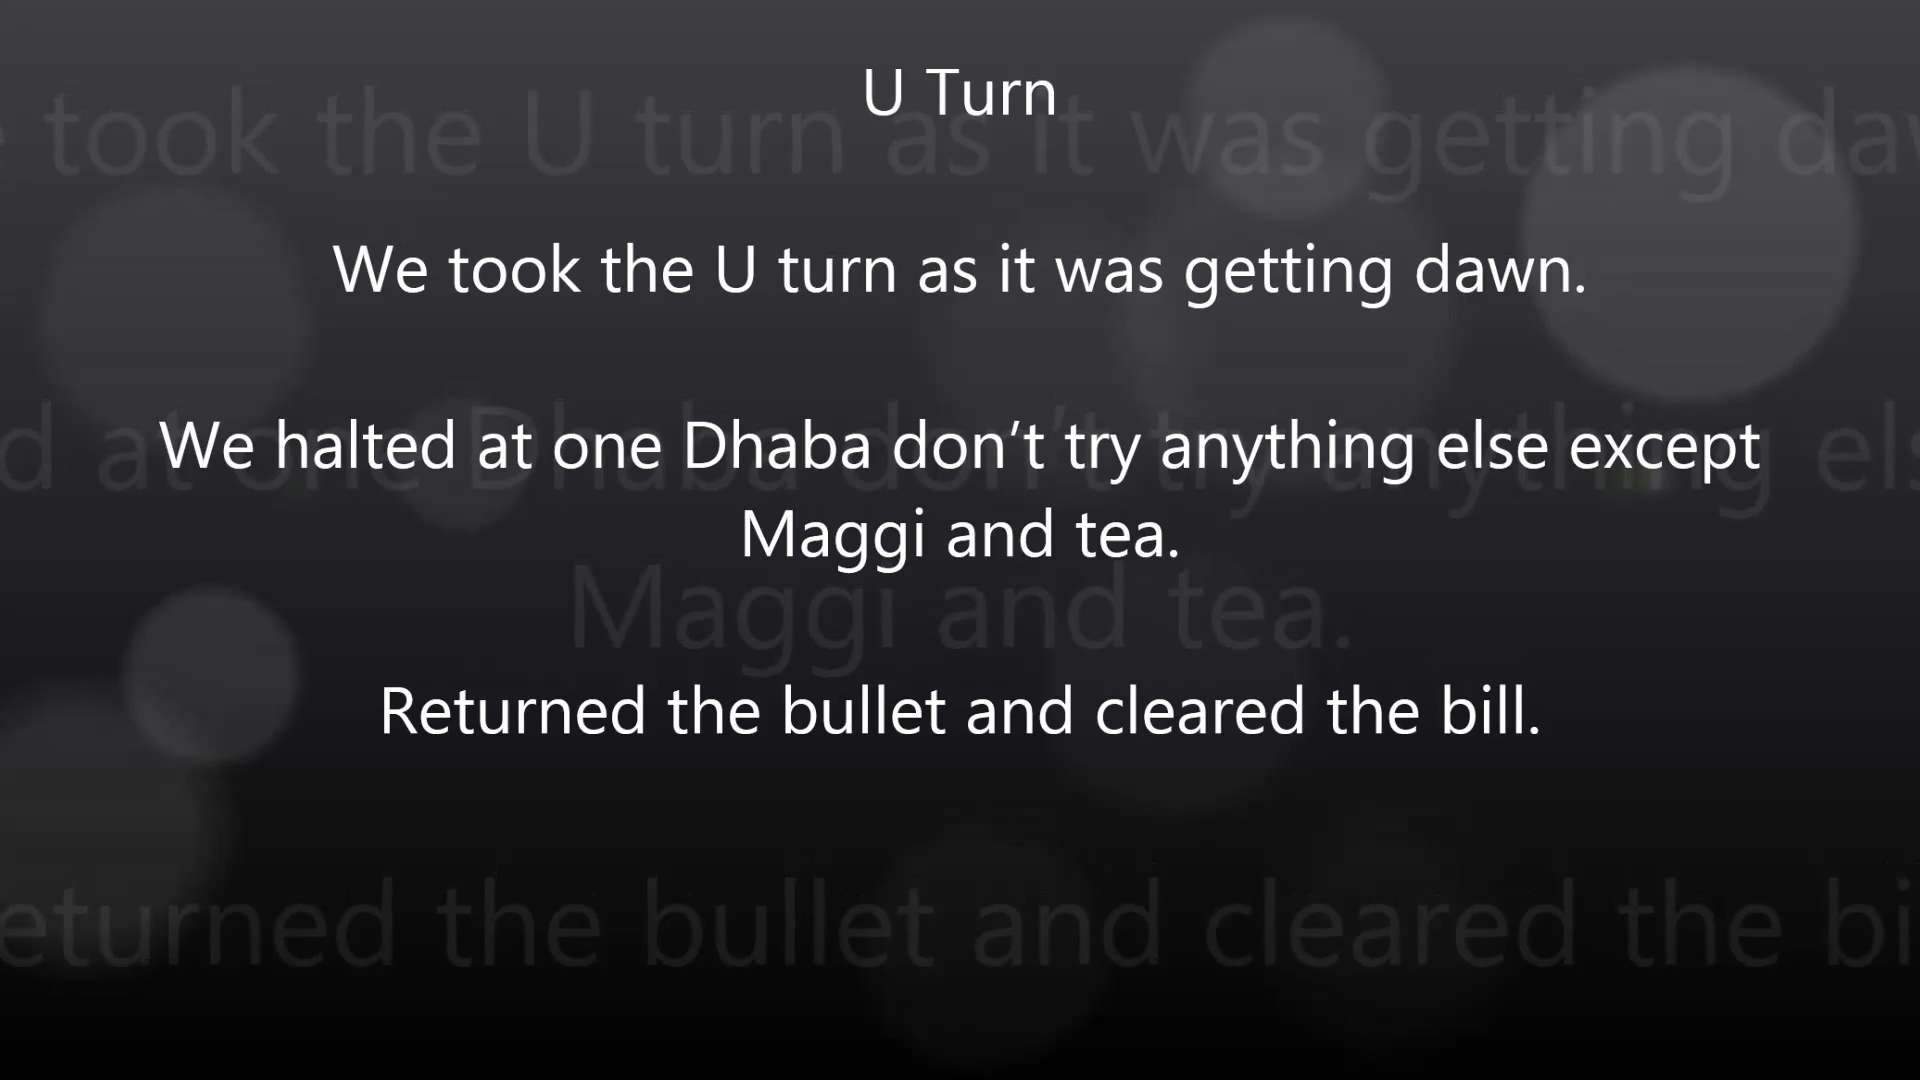 U Turn
We took the U turn as it was getting dawn.
We halted at one Dhaba don’t try anything else except
Maggi and tea.
Returned the bullet and cleared the bill.